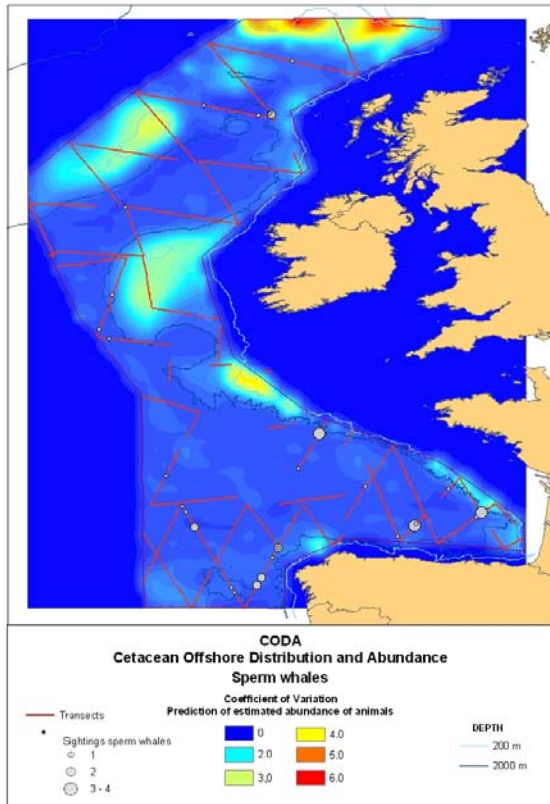 CODA
Cetacean Offshore Distribution and Abundance
Sperm whales
Coefficient of Variation
Prediction of estimated abundance of animals
Transects
Sightings sperm whales
1
2
3 - 4
0
2.0
3,0
4.0
5.0
6.0
DEPTH
200 m
2000 m